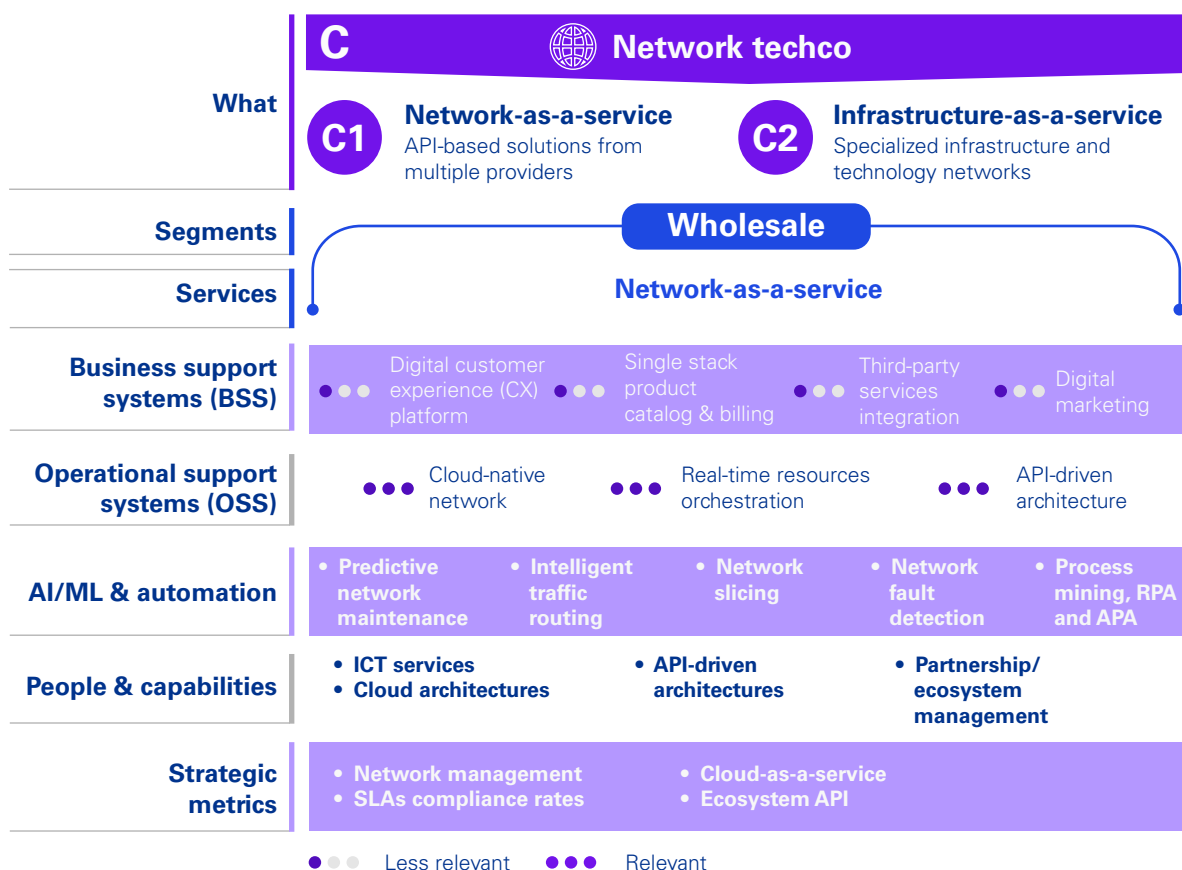 C
Network techco
What
C1
Network-as-a-service
API-based solutions from
multiple providers
C2
Infrastructure-as-a-service
Specialized infrastructure and
technology networks
Segments
Wholesale
Services
Network-as-a-service
Business support
systems (BSS)
Digital customer
experience (CX)
platform
Single stack
product
catalog & billing
Third-party
services
integration
Digital
marketing
Operational support
systems (OSS)
Cloud-native
network
Real-time resources
orchestration
API-driven
architecture
AI/ML & automation
• Predictive
network
maintenance
• Intelligent
traffic
routing
• Network
slicing
• Network
fault
detection
• Process
mining, RPA
and APA
People & capabilities
• ICT services
• Cloud architectures
• API-driven
architectures
• Partnership/
ecosystem
management
Strategic
metrics
• Network management
• SLAs compliance rates
• Cloud-as-a-service
• Ecosystem API
Less relevant
Relevant